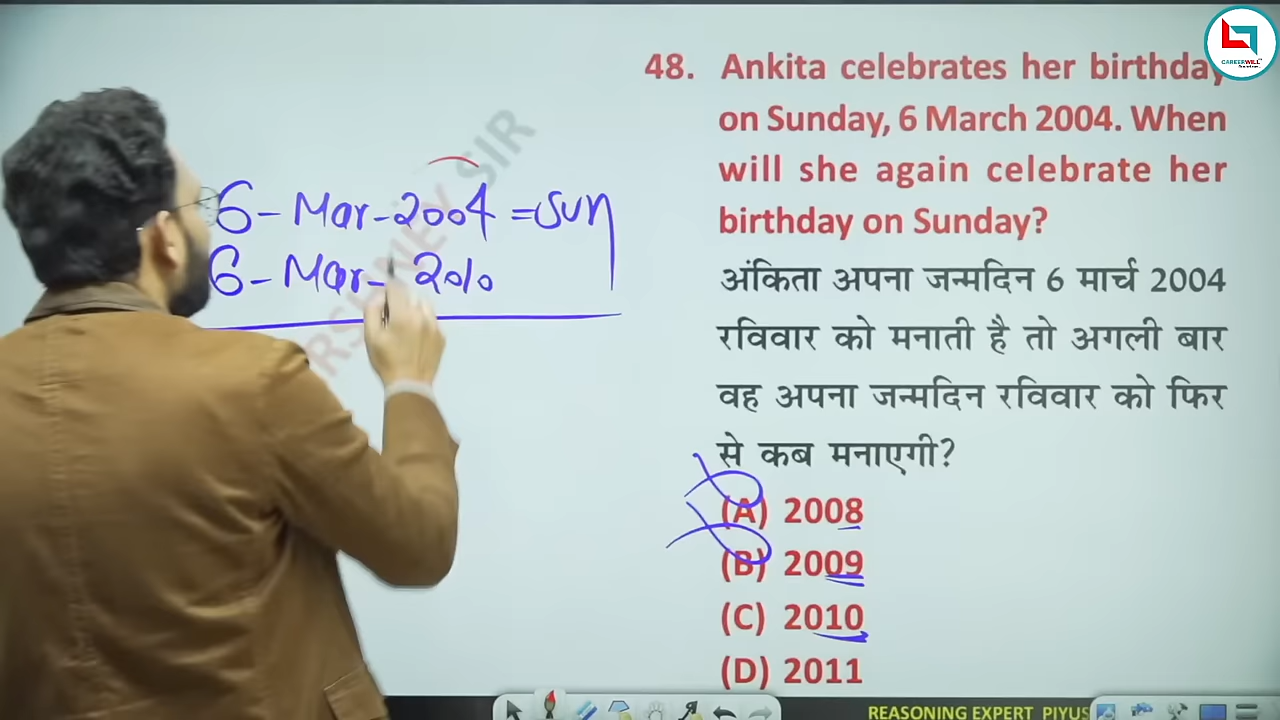 CAREERWILL
48. Ankita celebrates her birthday
on Sunday, 6 March 2004. When
will she again celebrate her
birthday on Sunday?
अंकिता अपना जन्मदिन 6 मार्च 2004
रविवार को मनाती है तो अगली बार
वह अपना जन्मदिन रविवार को फिर
से कब मनाएगी?
(A) 2008
(B) 2009
(C) 2010
(D) 2011
6 - Mar - 2004 = Sun
6 - Mar - 2010
SIR
REASONING EXPERT PIYUS